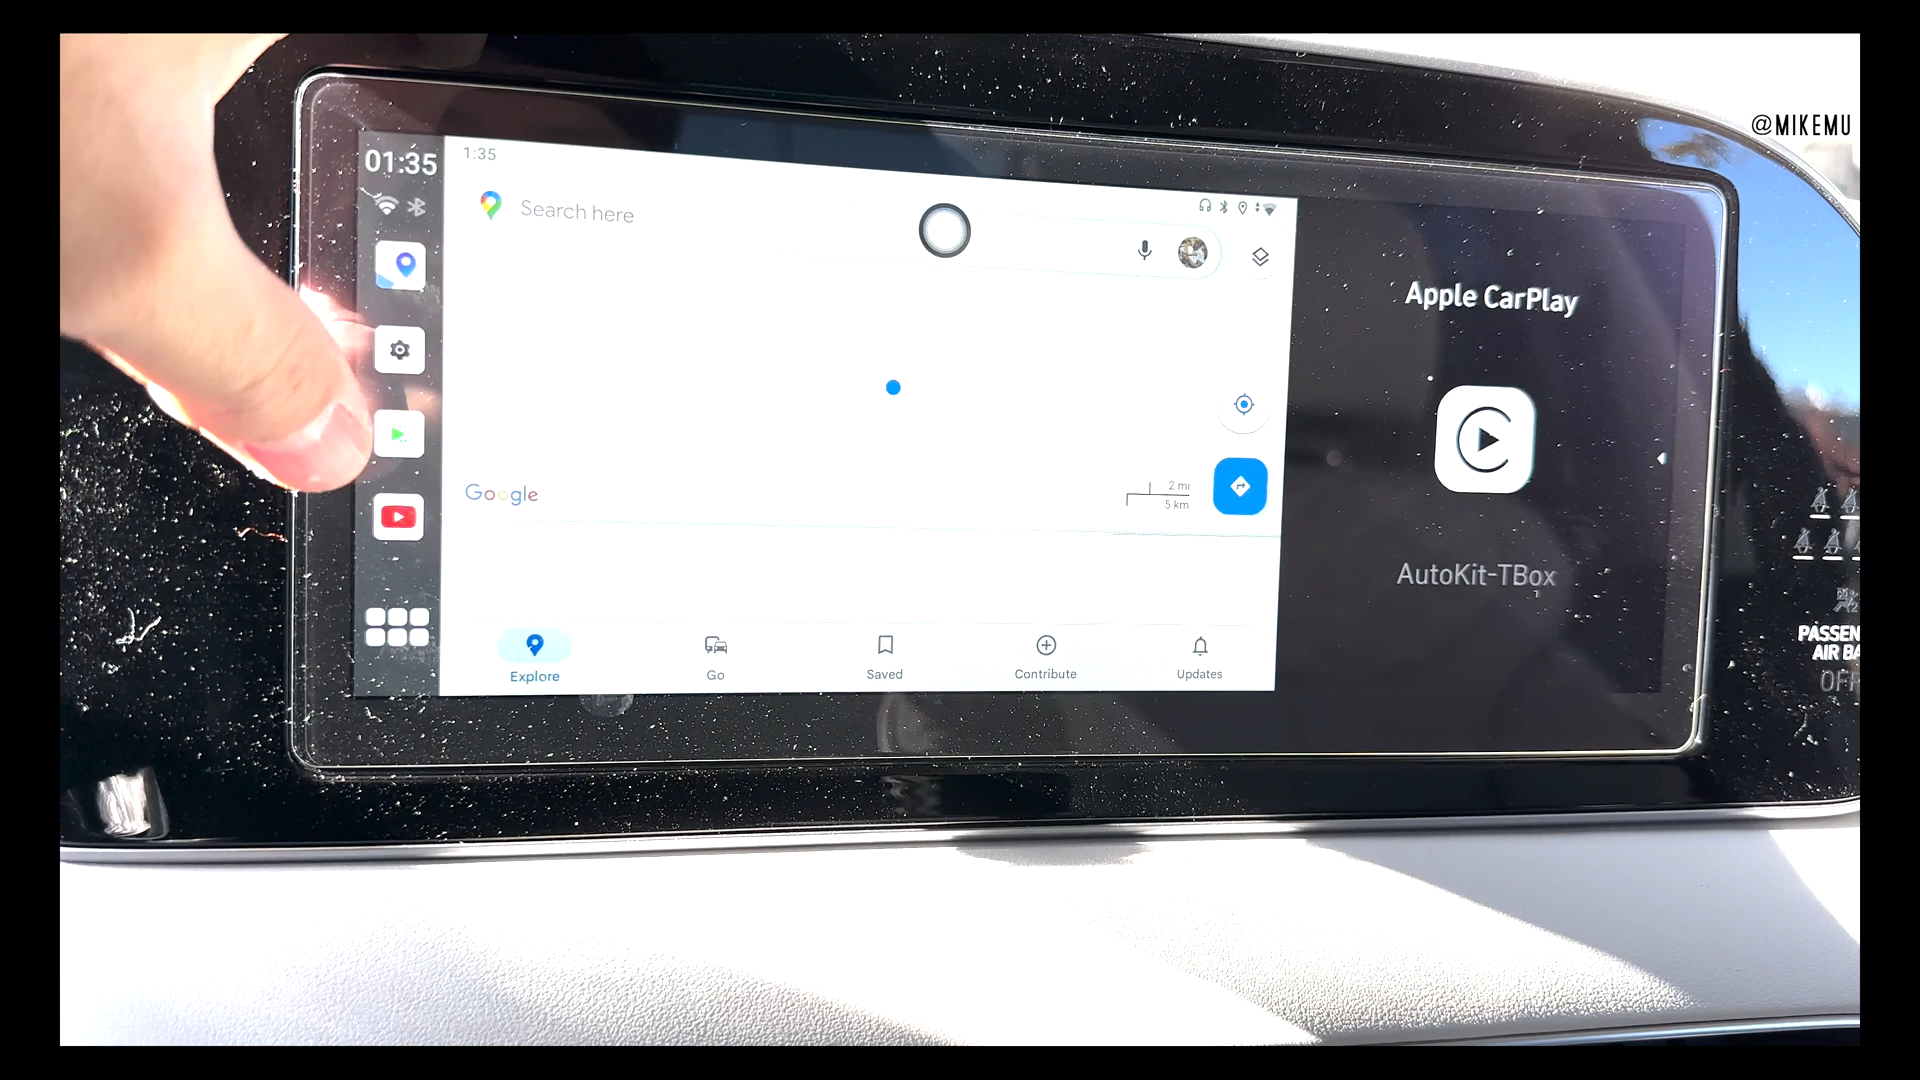 @MIKEMU
01:35
1:35
Search here
Apple CarPlay
Google
2 mi
5 km
AutoKit-TBox
Explore
Go
Saved
Contribute
Updates
PASSEN
AIR BA
OFF